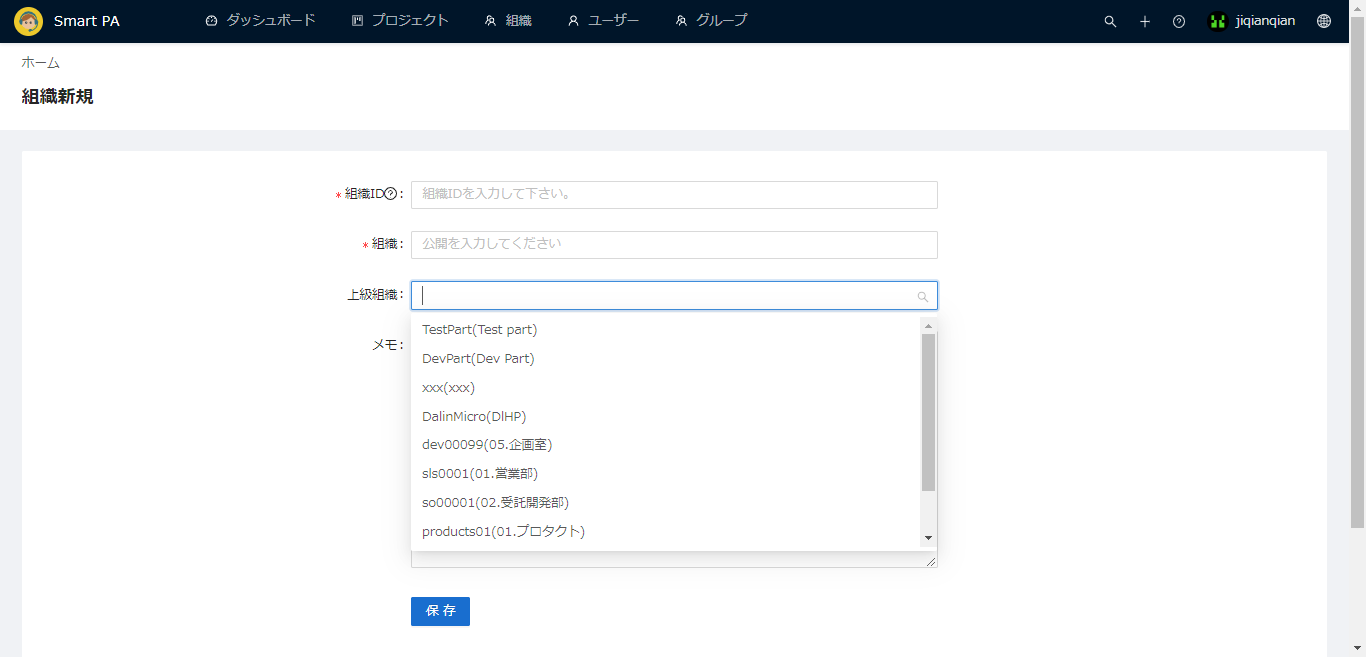 Smart PA ダッシュボード プロジェクト 組織 ユーザー グループ jiqianqian
ホーム
組織新規
* 組織ID : 組織IDを入力して下さい。
* 組織 : 公開を入力してください
上級組織 :
TestPart(Test part)
メモ :
DevPart(Dev Part)
xxx(xxx)
DalinMicro(DlHP)
dev00099(05.企画室)
sls0001(01.営業部)
so00001(02.受託開発部)
products01(01.プロタクト)
保 存